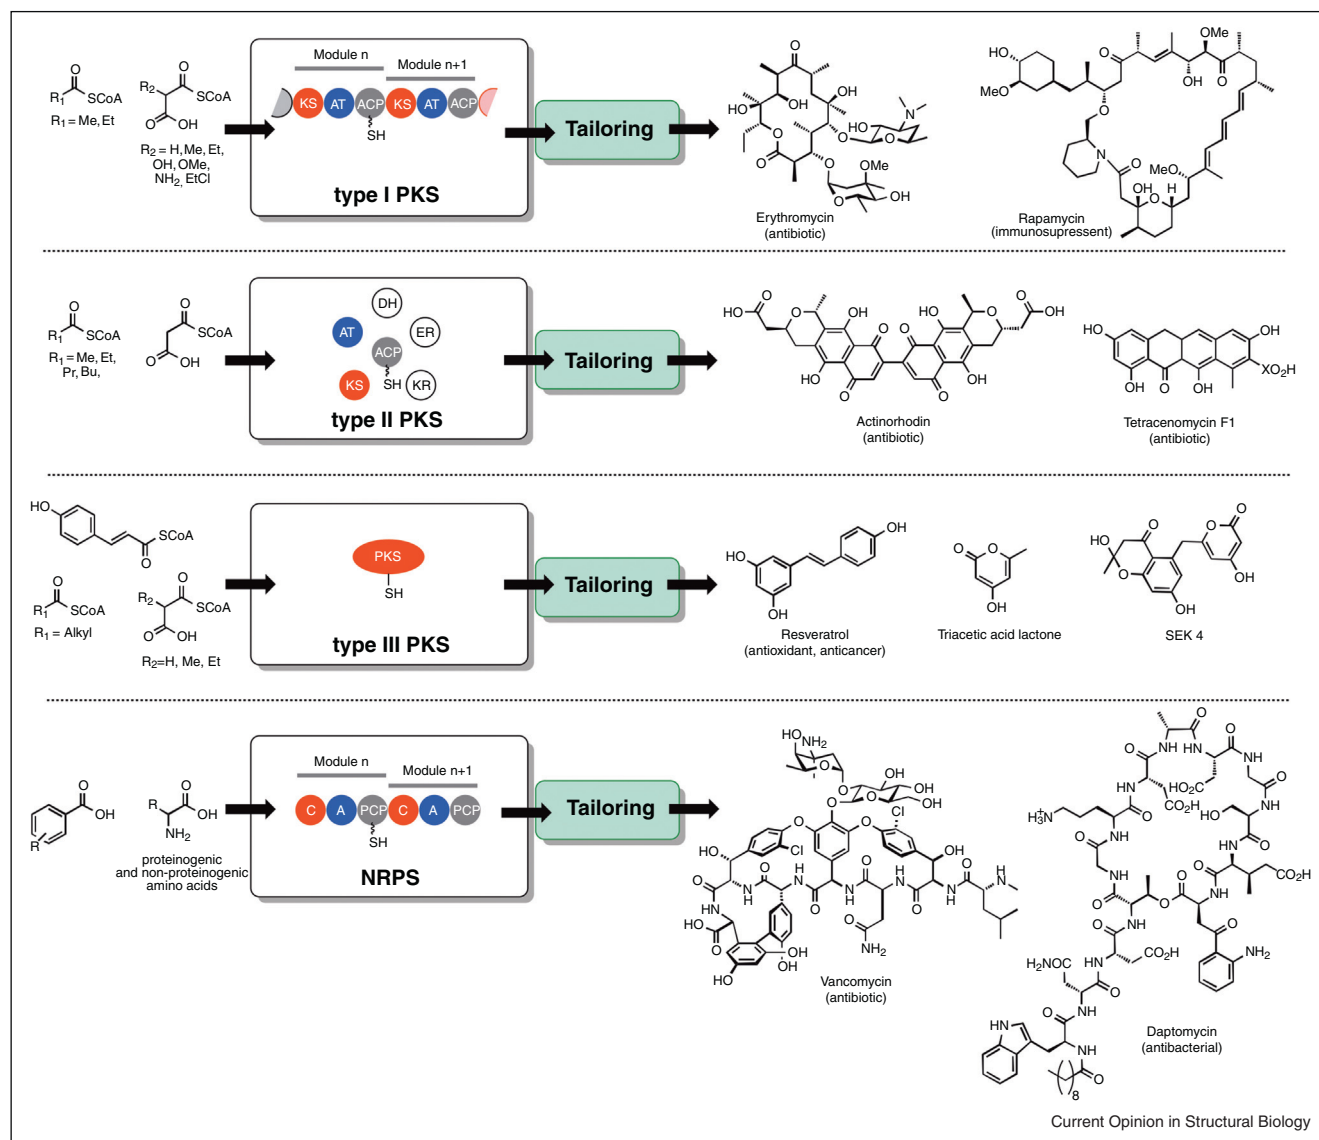 Module n
Module n+1
KS AT ACP KS AT ACP
SH
type I PKS
O
R1 SCoA
R1 = Me, Et
O
R2 SCoA
O OH
R2 = H, Me, Et,
OH, OMe,
NH2, EtCl
Tailoring
Erythromycin
(antibiotic)
Rapamycin
(immunosupressent)
O
R1 SCoA
R1 = Me, Et,
Pr, Bu,
O
SCoA
O OH
DH
AT ER
ACP
KS SH KR
type II PKS
Tailoring
Actinorhodin
(antibiotic)
XO2H
Tetracenomycin F1
(antibiotic)
HO
SCoA
O
O
R1 SCoA
R1 = Alkyl
R2 O
SCoA
O OH
R2=H, Me, Et
PKS
SH
type III PKS
Tailoring
Resveratrol
(antioxidant, anticancer)
Triacetic acid lactone
SEK 4
O
OH
R
R O
OH
NH2
proteinogenic
and non-proteinogenic
amino acids
Module n
Module n+1
C A PCP C A PCP
SH
NRPS
Tailoring
Vancomycin
(antibiotic)
Daptomycin
(antibacterial)
Current Opinion in Structural Biology